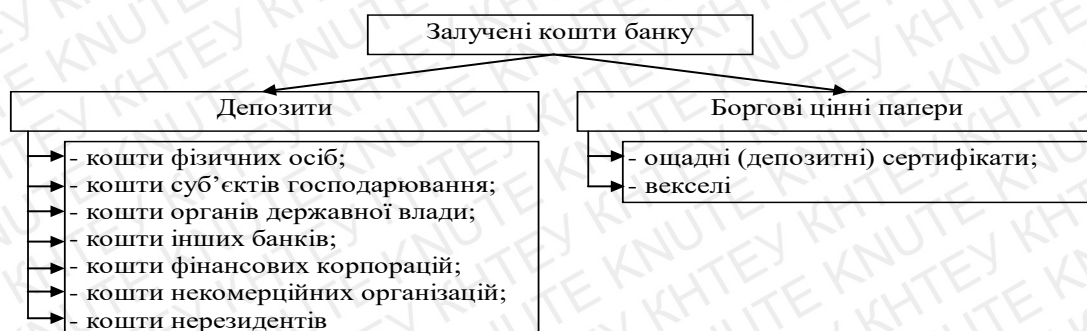 Залучені кошти банку
Депозити
- кошти фізичних осіб;
- кошти суб’єктів господарювання;
- кошти органів державної влади;
- кошти інших банків;
- кошти фінансових корпорацій;
- кошти некомерційних організацій;
- кошти нерезидентів
Боргові цінні папери
- ощадні (депозитні) сертифікати;
- векселі